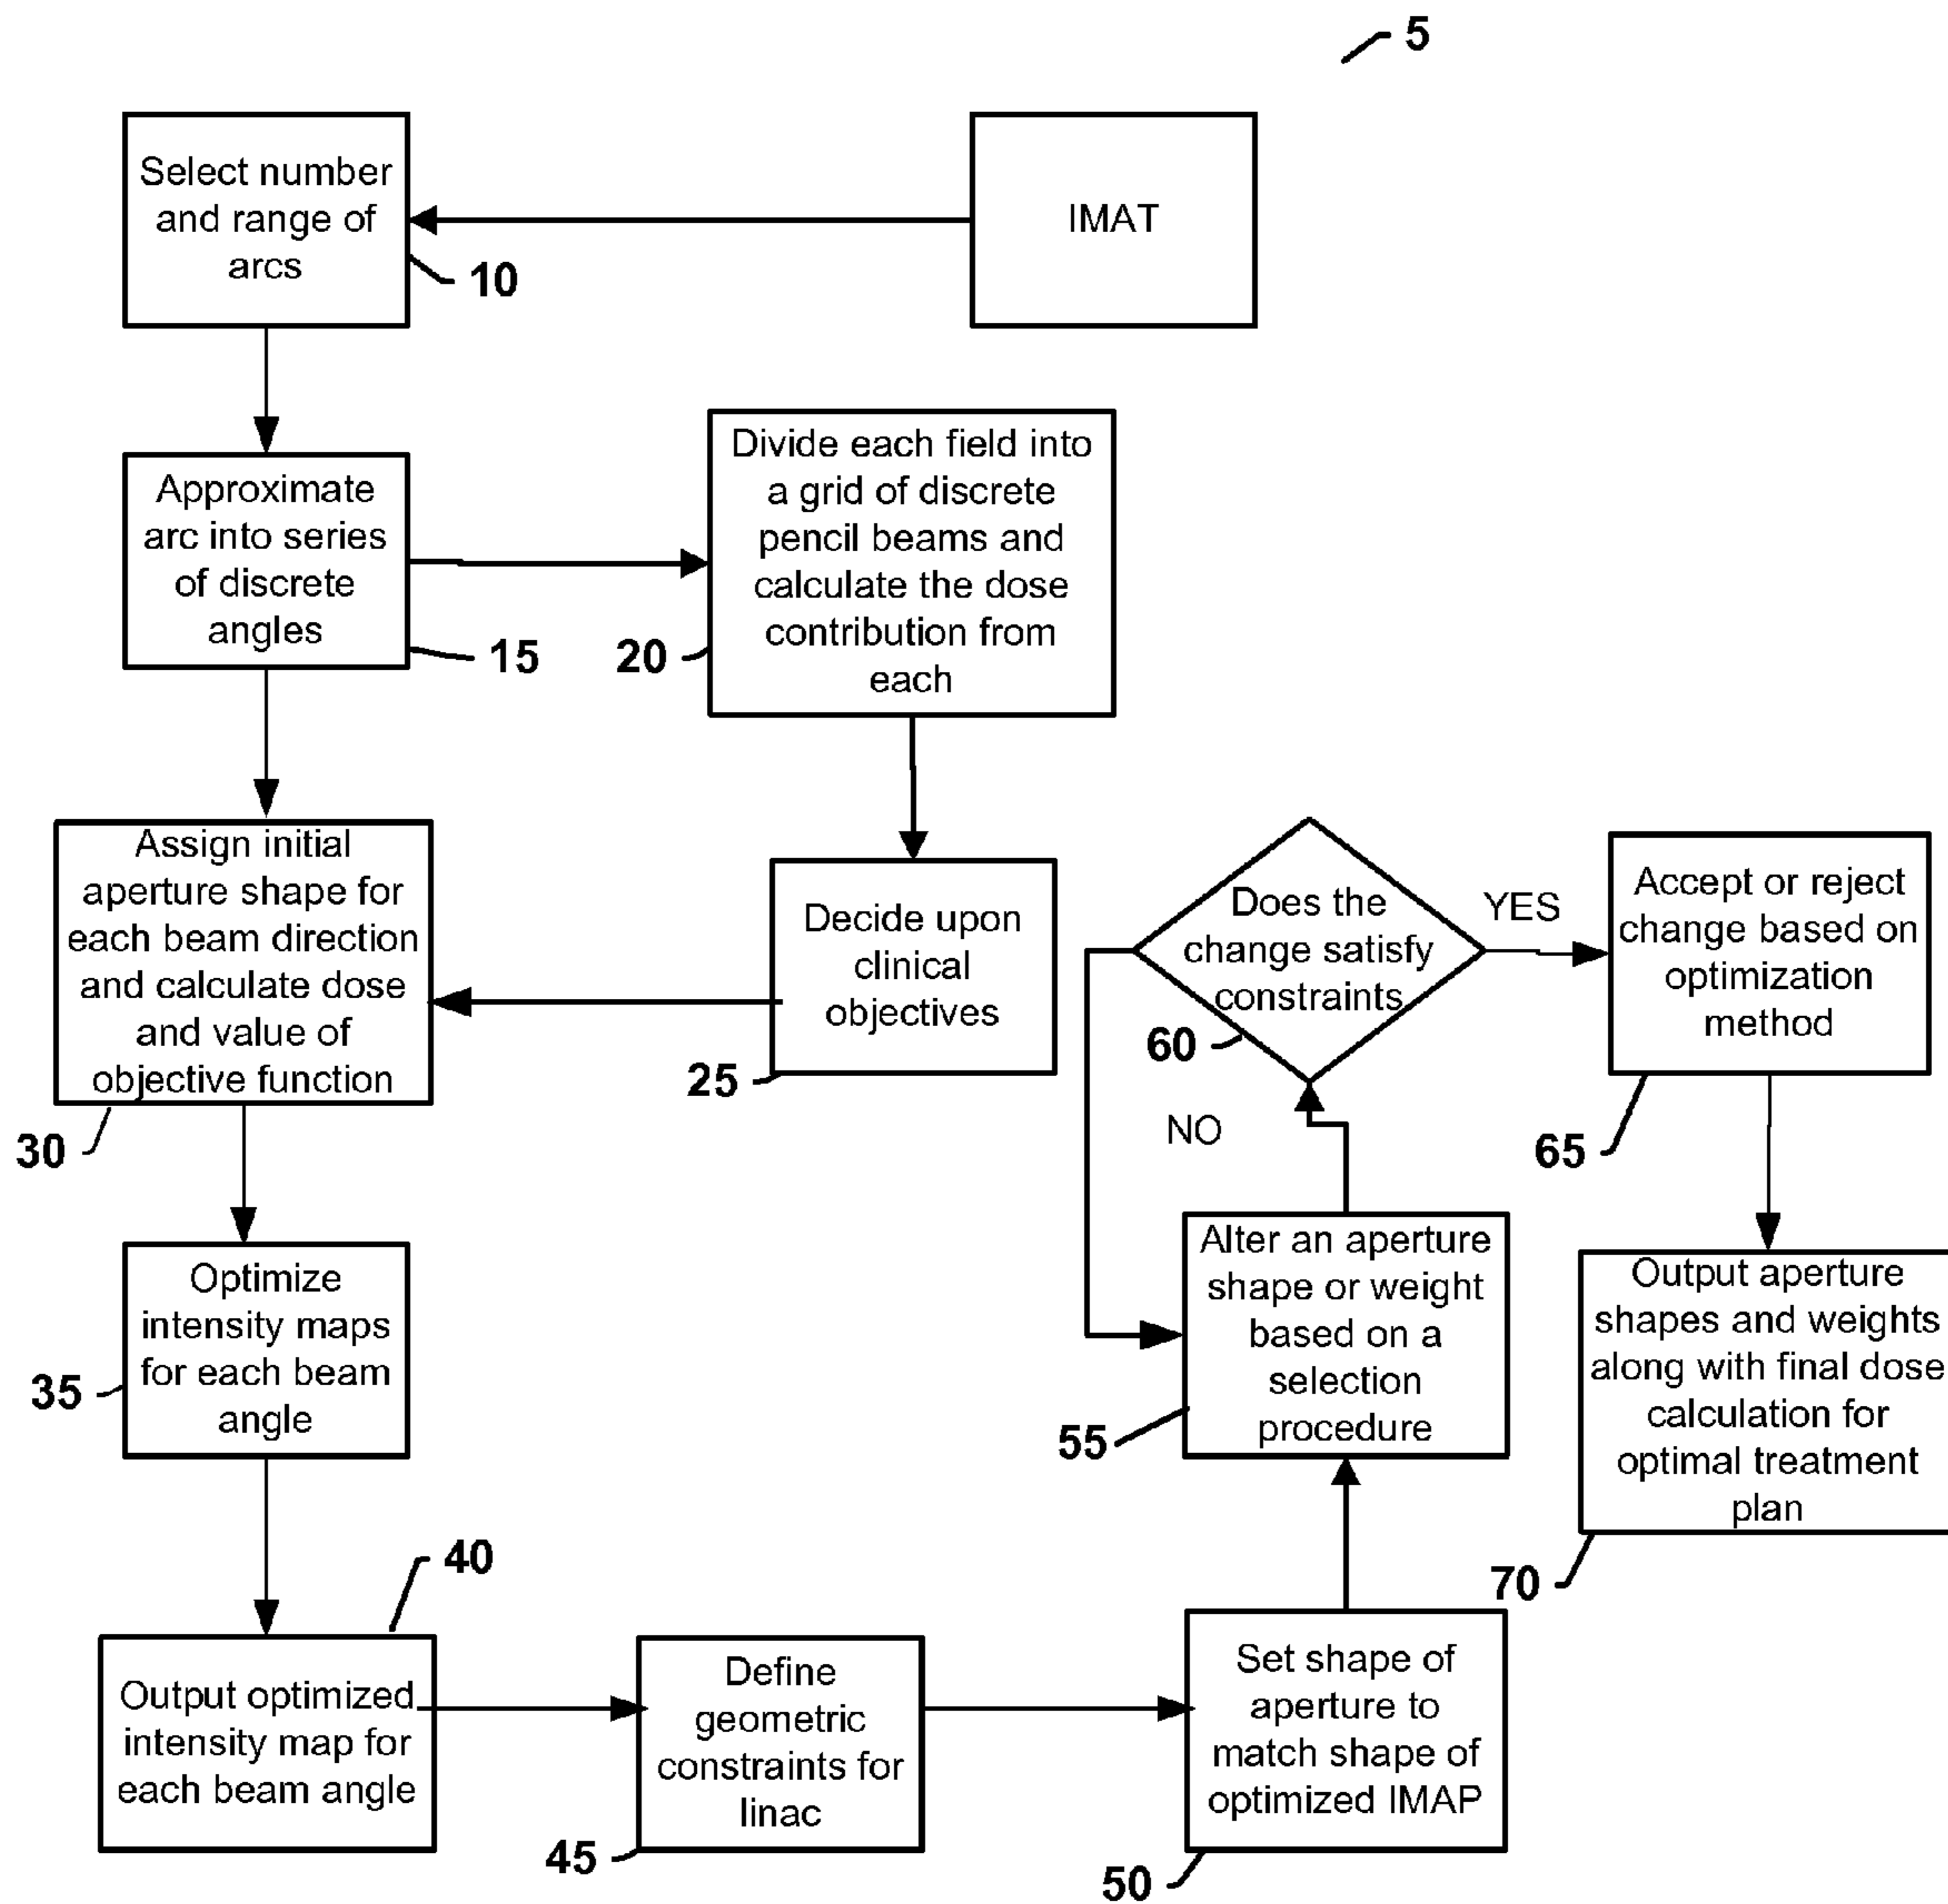 5
Select number
and range of
arcs
10
IMAT
Approximate
arc into series
of discrete
angles
15
Divide each field into
a grid of discrete
pencil beams and
calculate the dose
contribution from
each
20
Assign initial
aperture shape for
each beam direction
and calculate dose
and value of
objective function
30
Decide upon
clinical
objectives
25
Does the
change satisfy
constraints
60
YES
NO
Accept or reject
change based on
optimization
method
65
Optimize
intensity maps
for each beam
angle
35
Alter an aperture
shape or weight
based on a
selection
procedure
55
Output aperture
shapes and weights
along with final dose
calculation for
optimal treatment
plan
70
Output optimized
intensity map for
each beam angle
40
Define
geometric
constraints for
linac
45
Set shape of
aperture to
match shape of
optimized IMAP
50